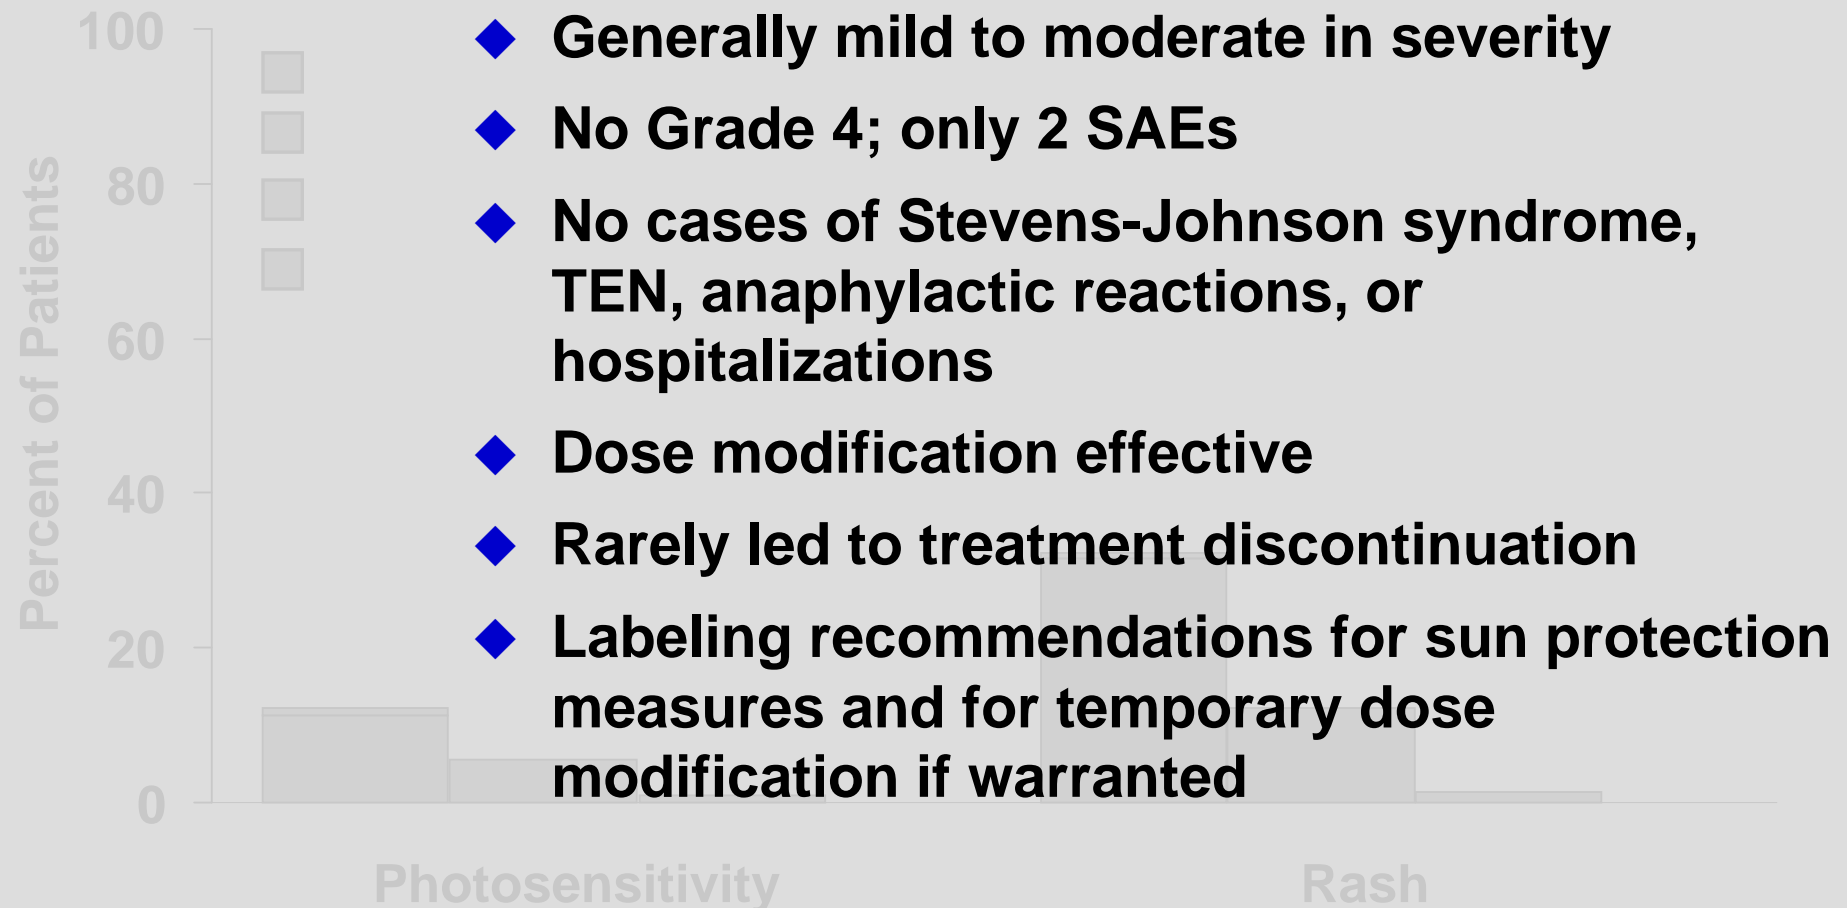 ◆ Generally mild to moderate in severity
◆ No Grade 4; only 2 SAEs
◆ No cases of Stevens-Johnson syndrome,
TEN, anaphylactic reactions, or
hospitalizations
◆ Dose modification effective
◆ Rarely led to treatment discontinuation
◆ Labeling recommendations for sun protection
measures and for temporary dose
modification if warranted
Percent of Patients
100
80
60
40
20
0
Photosensitivity
Rash